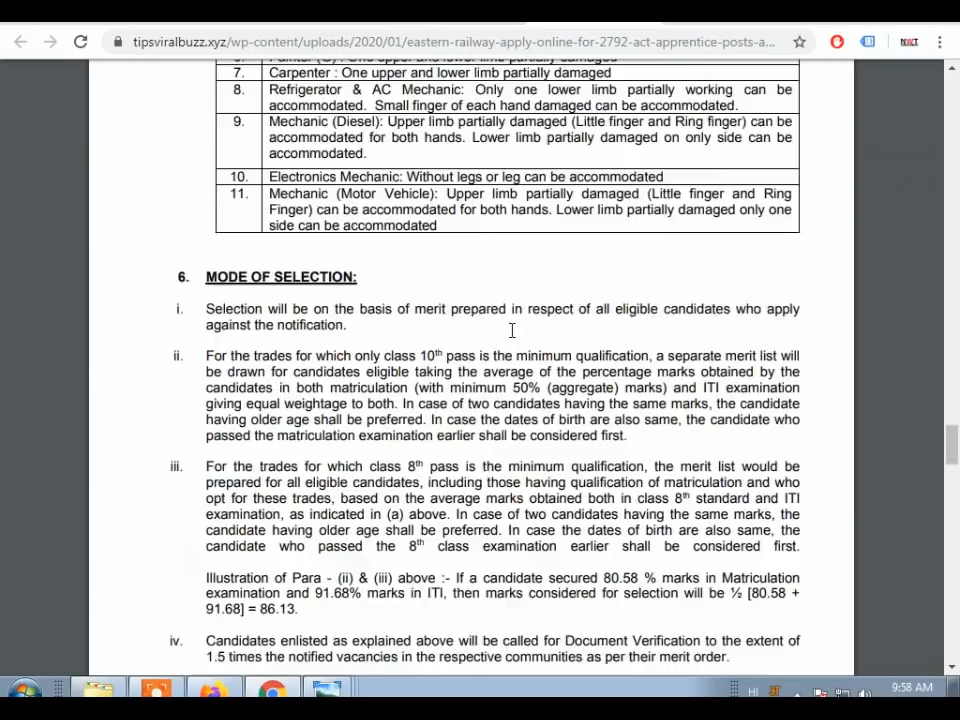 tipsviralbuzz.xyz/wp-content/uploads/2020/01/eastern-railway-apply-online-for-2792-act-apprentice-posts-a...
NWT
7. Carpenter : One upper and lower limb partially damaged
8. Refrigerator & AC Mechanic: Only one lower limb partially working can be
accommodated. Small finger of each hand damaged can be accommodated.
9. Mechanic (Diesel): Upper limb partially damaged (Little finger and Ring finger) can be
accommodated for both hands. Lower limb partially damaged on only side can be
accommodated.
10. Electronics Mechanic: Without legs or leg can be accommodated
11. Mechanic (Motor Vehicle): Upper limb partially damaged (Little finger and Ring
Finger) can be accommodated for both hands. Lower limb partially damaged only one
side can be accommodated
6. MODE OF SELECTION:
i. Selection will be on the basis of merit prepared in respect of all eligible candidates who apply
against the notification.
ii. For the trades for which only class 10th pass is the minimum qualification, a separate merit list will
be drawn for candidates eligible taking the average of the percentage marks obtained by the
candidates in both matriculation (with minimum 50% (aggregate) marks) and ITI examination
giving equal weightage to both. In case of two candidates having the same marks, the candidate
having older age shall be preferred. In case the dates of birth are also same, the candidate who
passed the matriculation examination earlier shall be considered first.
iii. For the trades for which class 8th pass is the minimum qualification, the merit list would be
prepared for all eligible candidates, including those having qualification of matriculation and who
opt for these trades, based on the average marks obtained both in class 8th standard and ITI
examination, as indicated in (a) above. In case of two candidates having the same marks, the
candidate having older age shall be preferred. In case the dates of birth are also same, the
candidate who passed the 8th class examination earlier shall be considered first.
Illustration of Para - (ii) & (iii) above :- If a candidate secured 80.58 % marks in Matriculation
examination and 91.68% marks in ITI, then marks considered for selection will be ½ [80.58 +
91.68] = 86.13.
iv. Candidates enlisted as explained above will be called for Document Verification to the extent of
1.5 times the notified vacancies in the respective communities as per their merit order.
HI
9:58 AM